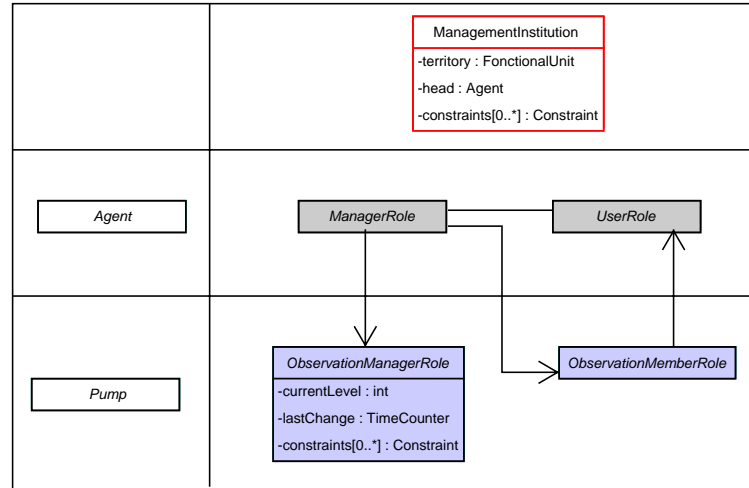 ManagementInstitution
-territory : FonctionalUnit
-head : Agent
-constraints[0..*] : Constraint
Agent
ManagerRole
UserRole
Pump
ObservationManagerRole
-currentLevel : int
-lastChange : TimeCounter
-constraints[0..*] : Constraint
ObservationMemberRole